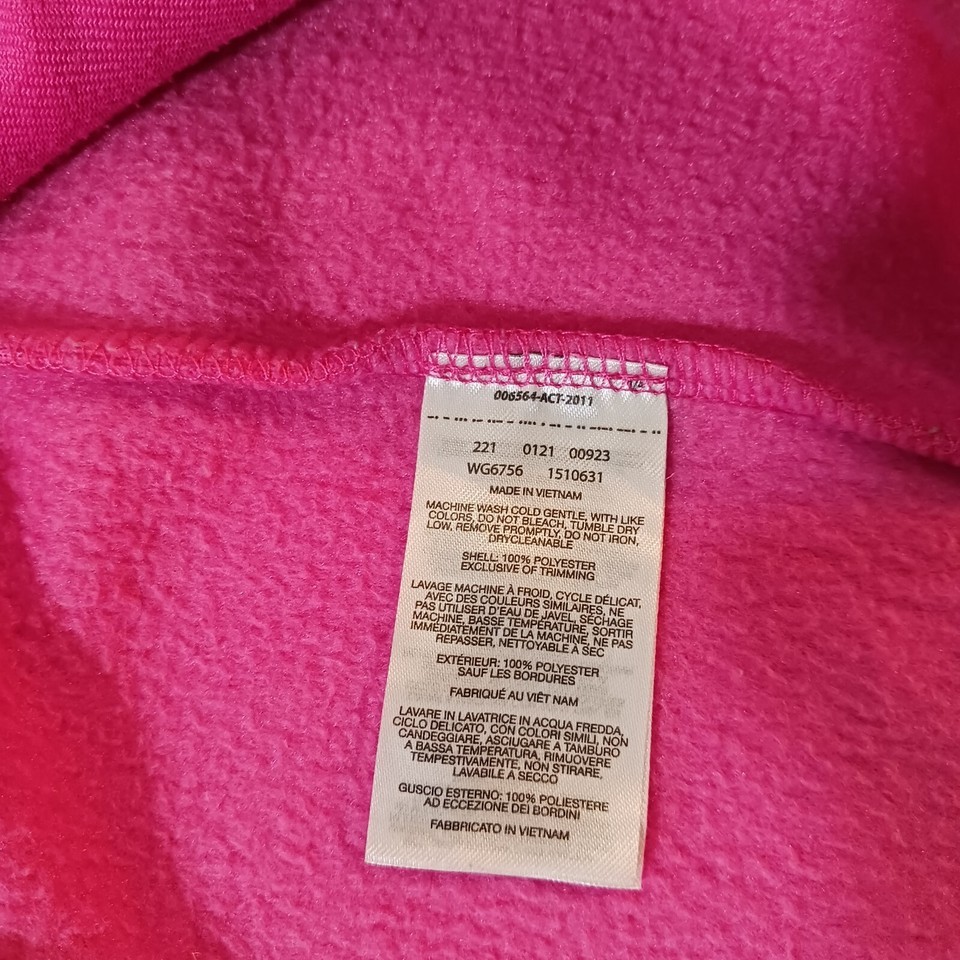 006564-ACT-2011
221 0121 00923
WG6756 1510631
MADE IN VIETNAM
MACHINE WASH COLD GENTLE, WITH LIKE
COLORS, DO NOT BLEACH, TUMBLE DRY
LOW, REMOVE PROMPTLY, DO NOT IRON,
DRYCLEANABLE
SHELL: 100% POLYESTER
EXCLUSIVE OF TRIMMING
LAVAGE MACHINE À FROID, CYCLE DÉLICAT,
AVEC DES COULEURS SIMILAIRES, NE
PAS UTILISER D'EAU DE JAVEL, SÉCHAGE
MACHINE, BASSE TEMPÉRATURE, SORTIR
IMMÉDIATEMENT DE LA MACHINE, NE PAS
REPASSER, NETTOYABLE À SEC
EXTÉRIEUR: 100% POLYESTER
SAUF LES BORDURES
FABRIQUÉ AU VIÊT NAM
LAVARE IN LAVATRICE IN ACQUA FREDDA,
CICLO DELICATO, CON COLORI SIMILI, NON
CANDEGGIARE, ASCIUGARE A TAMBURO
A BASSA TEMPERATURA, RIMUOVERE
TEMPESTIVAMENTE, NON STIRARE,
LAVABILE A SECCO
GUSCIO ESTERNO: 100% POLIESTERE
AD ECCEZIONE DEI BORDINI
FABBRICATO IN VIETNAM